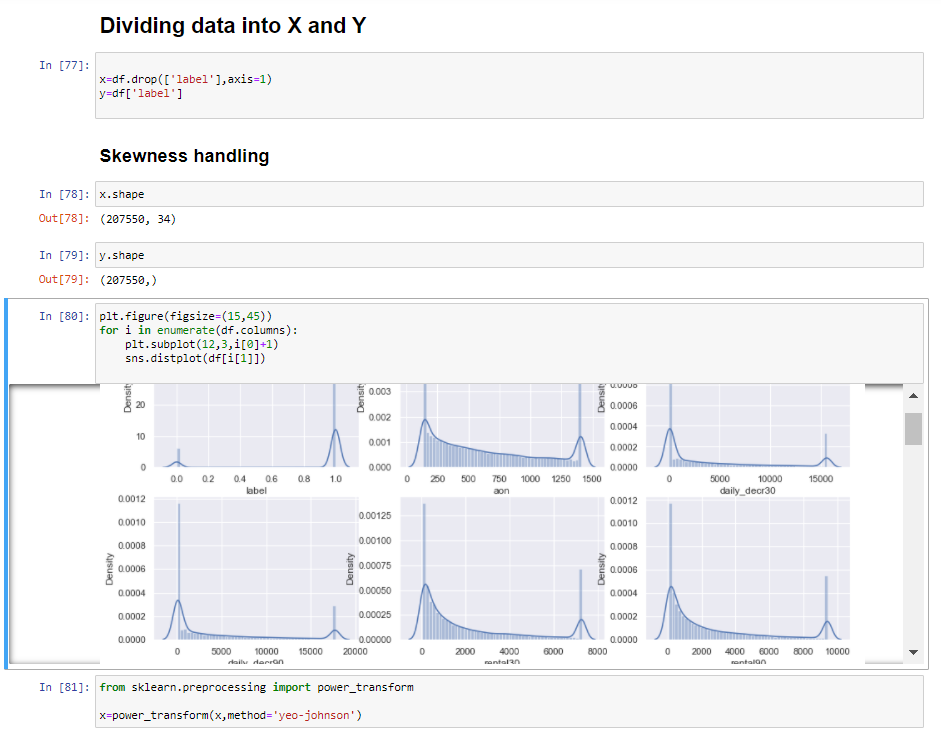 Dividing data into X and Y
In [77]:
x=df.drop(['label'],axis=1)
y=df['label']
Skewness handling
In [78]: x.shape
Out[78]: (207550, 34)
In [79]: y.shape
Out[79]: (207550,)
In [80]: plt.figure(figsize=(15,45))
for i in enumerate(df.columns):
plt.subplot(12,3,i[0]+1)
sns.distplot(df[i[1]])
Density
20
10
0
0.0 0.2 0.4 0.6 0.8 1.0
label
Density
0.003
0.002
0.001
0.000
0 250 500 750 1000 1250 1500
aon
Density
0.0008
0.0006
0.0004
0.0002
0.0000
0 5000 10000 15000
daily_decr30
Density
0.0012
0.0010
0.0008
0.0006
0.0004
0.0002
0.0000
0 5000 10000 15000 20000
daily_decr90
Density
0.00125
0.00100
0.00075
0.00050
0.00025
0.00000
0 2000 4000 6000 8000
rental30
Density
0.0012
0.0010
0.0008
0.0006
0.0004
0.0002
0.0000
0 2000 4000 6000 8000 10000
rental90
In [81]: from sklearn.preprocessing import power_transform
x=power_transform(x,method='yeo-johnson')